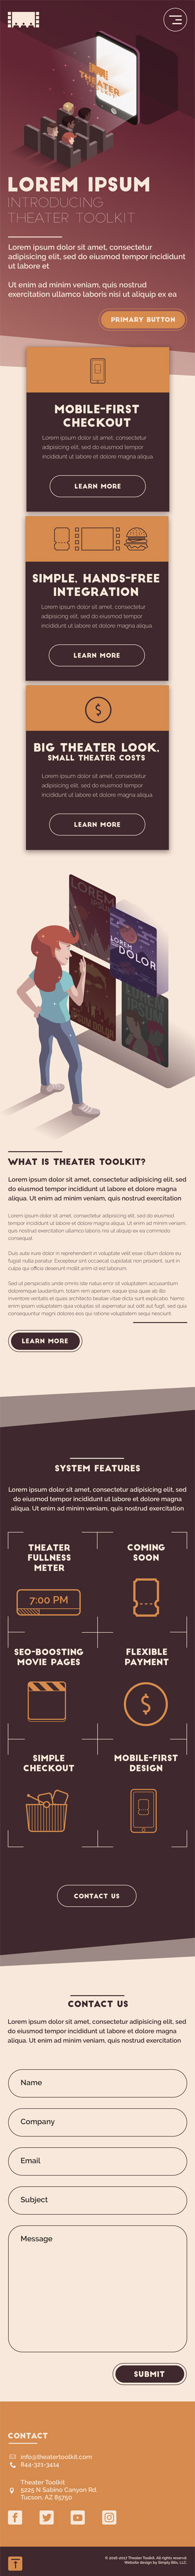 THEATER
TOOLKIT
LOREM IPSUM
INTRODUCING
THEATER TOOLKIT
Lorem ipsum dolor sit amet, consectetur
adipisicing elit, sed do eiusmod tempor incididunt
ut labore et
Ut enim ad minim veniam, quis nostrud
exercitation ullamco laboris nisi ut aliquip ex ea
PRIMARY BUTTON
MOBILE-FIRST
CHECKOUT
Lorem ipsum dolor sit amet, consectetur
adipisicing elit, sed do eiusmod tempor
incididunt ut labore et dolore magna aliqua.
LEARN MORE
SIMPLE, HANDS-FREE
INTEGRATION
Lorem ipsum dolor sit amet, consectetur
adipisicing elit, sed do eiusmod tempor
incididunt ut labore et dolore magna aliqua.
LEARN MORE
BIG THEATER LOOK,
SMALL THEATER COSTS
Lorem ipsum dolor sit amet, consectetur
adipisicing elit, sed do eiusmod tempor
incididunt ut labore et dolore magna aliqua.
LEARN MORE
LOREM
IPSUM
LOREM
DOLOR
IPSUM
WHAT IS THEATER TOOLKIT?
Lorem ipsum dolor sit amet, consectetur adipisicing elit, sed
do eiusmod tempor incididunt ut labore et dolore magna
aliqua. Ut enim ad minim veniam, quis nostrud exercitation
Lorem ipsum dolor sit amet, consectetur adipisicing elit, sed do eiusmod
tempor incididunt ut labore et dolore magna aliqua. Ut enim ad minim veniam,
quis nostrud exercitation ullamco laboris nisi ut aliquip ex ea commodo
consequat.
Duis aute irure dolor in reprehenderit in voluptate velit esse cillum dolore eu
fugiat nulla pariatur. Excepteur sint occaecat cupidatat non proident, sunt in
culpa qui officia deserunt mollit anim id est laborum.
Sed ut perspiciatis unde omnis iste natus error sit voluptatem accusantium
doloremque laudantium, totam rem aperiam, eaque ipsa quae ab illo
inventore veritatis et quasi architecto beatae vitae dicta sunt explicabo. Nemo
enim ipsam voluptatem quia voluptas sit aspernatur aut odit aut fugit, sed quia
consequuntur magni dolores eos qui ratione voluptatem sequi nesciunt.
LEARN MORE
SYSTEM FEATURES
Lorem ipsum dolor sit amet, consectetur adipisicing elit, sed
do eiusmod tempor incididunt ut labore et dolore magna
aliqua. Ut enim ad minim veniam, quis nostrud exercitation
THEATER
FULLNESS
METER
COMING
SOON
7:00 PM
SEO-BOOSTING
MOVIE PAGES
FLEXIBLE
PAYMENT
SIMPLE
CHECKOUT
MOBILE-FIRST
DESIGN
CONTACT US
CONTACT US
Lorem ipsum dolor sit amet, consectetur adipisicing elit, sed
do eiusmod tempor incididunt ut labore et dolore magna
aliqua. Ut enim ad minim veniam, quis nostrud exercitation
Name
Company
Email
Subject
Message
SUBMIT
CONTACT
info@theatertoolkit.com
844-321-3414
Theater Toolkit
5225 N Sabino Canyon Rd.
Tucson, AZ 85750
© 2016-2017 Theater Toolkit. All rights reserved.
Website design by Simply Bits, LLC.